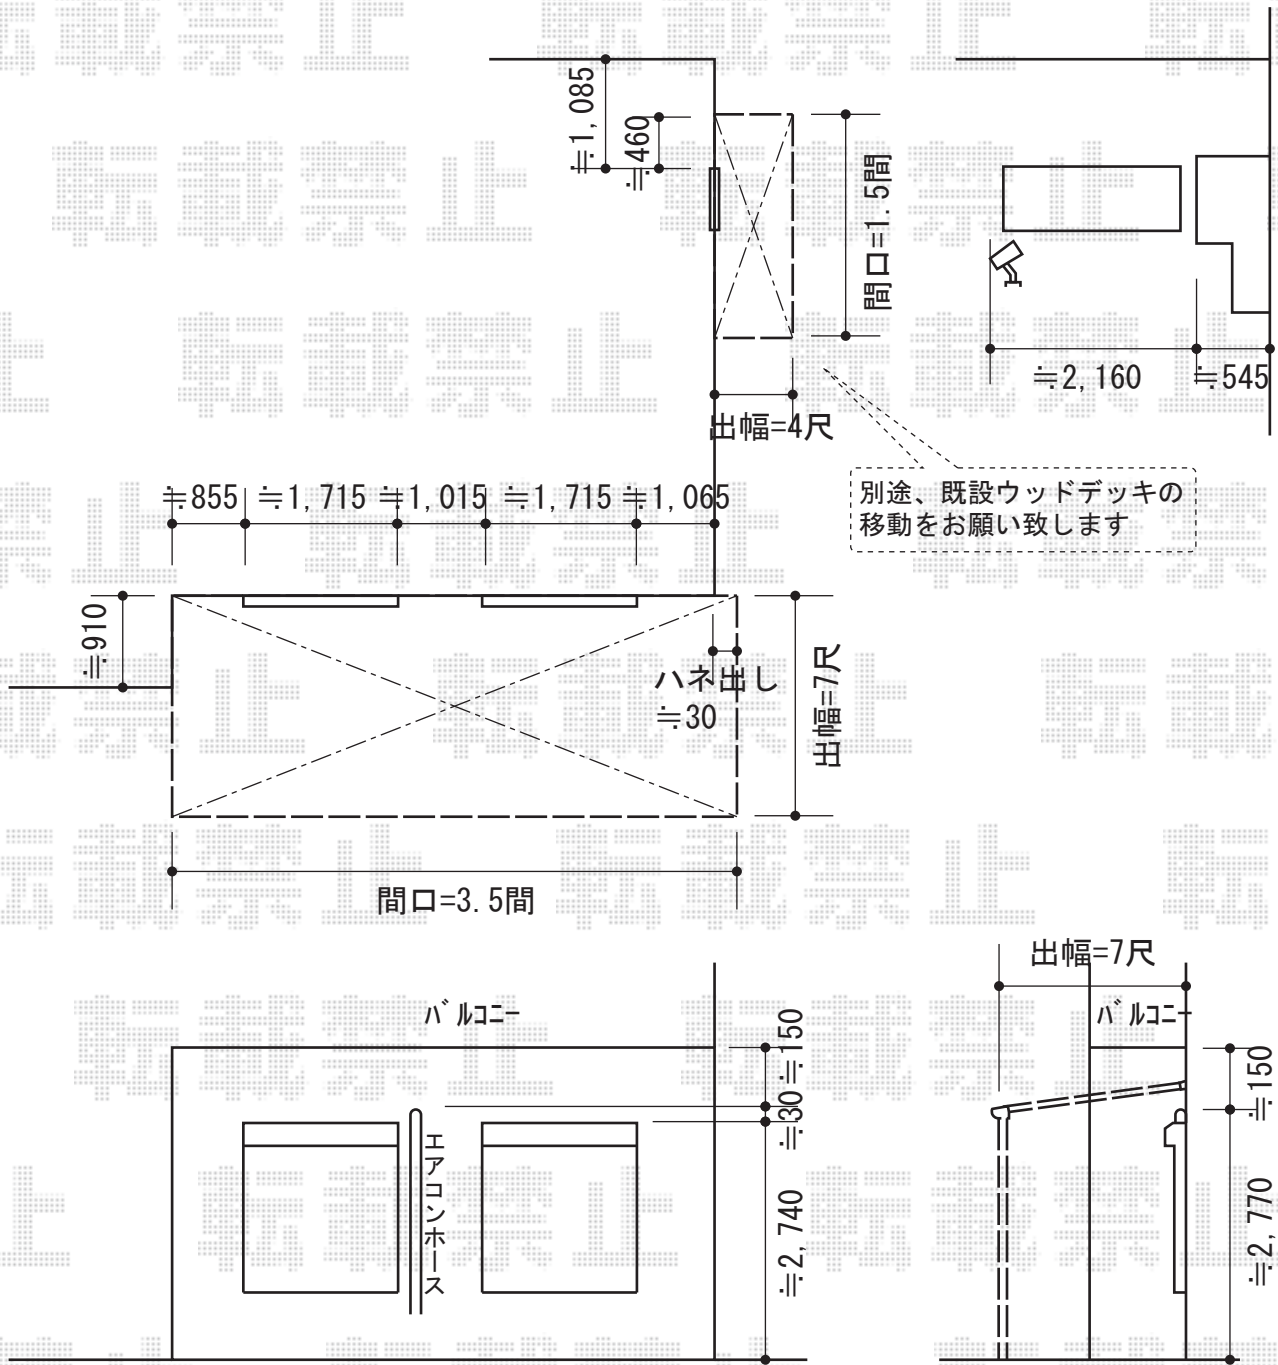 ≒1,085
≒460
間口=1.5間
≒2,160
≒545
出幅=4尺
別途、既設ウッドデッキの
移動をお願い致します
≒855
≒1,715
≒1,015
≒1,715
≒1,065
≒910
ハネ出し
≒30
出幅=7尺
間口=3.5間
バルコニー
≒150
≒30
≒2,740
エアコンホース
出幅=7尺
バルコニー
≒150
≒2,770
転載禁止